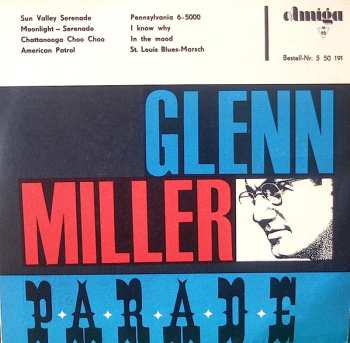 Sun Valley Serenade
Moonlight – Serenade
Chattanooga Choo Choo
American Patrol
Pennsylvania 6-5000
I know why
In the mood
St. Louis Blues-Marsch
Amiga
Bestell-Nr. 5 50 191
GLENN
MILLER
P·A·R·A·D·E